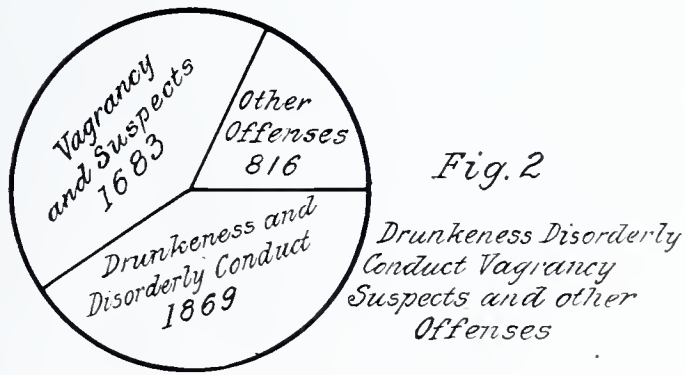 Vagrancy
and Suspects
1683
Other
Offenses
816
Drunkeness and
Disorderly Conduct
1869
Fig. 2
Drunkeness Disorderly
Conduct Vagrancy
Suspects and other
Offenses